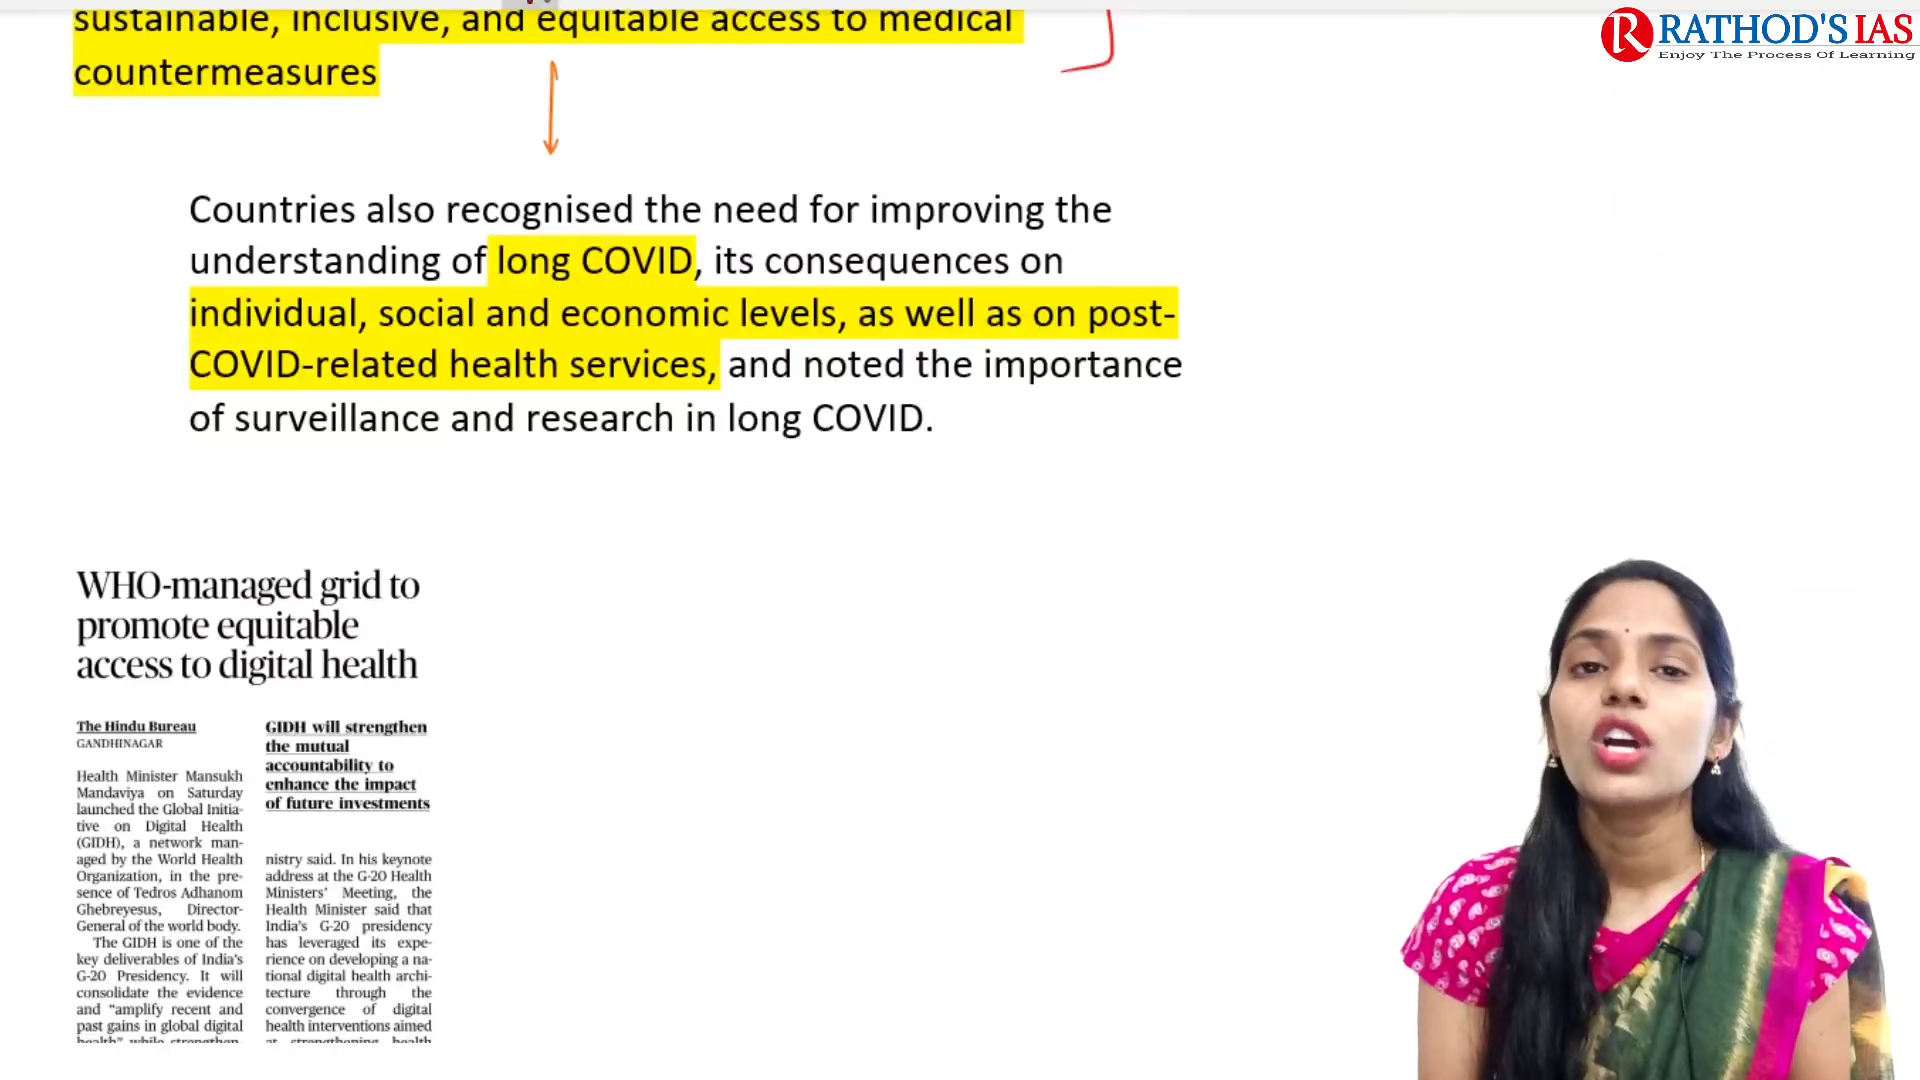 sustainable, inclusive, and equitable access to medical
countermeasures
RATHOD'S IAS
Enjoy The Process Of Learning
Countries also recognised the need for improving the
understanding of long COVID, its consequences on
individual, social and economic levels, as well as on post-
COVID-related health services, and noted the importance
of surveillance and research in long COVID.
WHO-managed grid to
promote equitable
access to digital health
The Hindu Bureau
GANDHINAGAR
Health Minister Mansukh
Mandaviya on Saturday
launched the Global Initia-
tive on Digital Health
(GIDH), a network man-
aged by the World Health
Organization, in the pre-
sence of Tedros Adhanom
Ghebreyesus, Director-
General of the world body.
The GIDH is one of the
key deliverables of India's
G-20 Presidency. It will
consolidate the evidence
and "amplify recent and
past gains in global digital
health" while strengthen-
GIDH will strengthen
the mutual
accountability to
enhance the impact
of future investments
nistry said. In his keynote
address at the G-20 Health
Ministers' Meeting, the
Health Minister said that
India's G-20 presidency
has leveraged its expe-
rience on developing a na-
tional digital health archi-
tecture through the
convergence of digital
health interventions aimed
at strengthening health